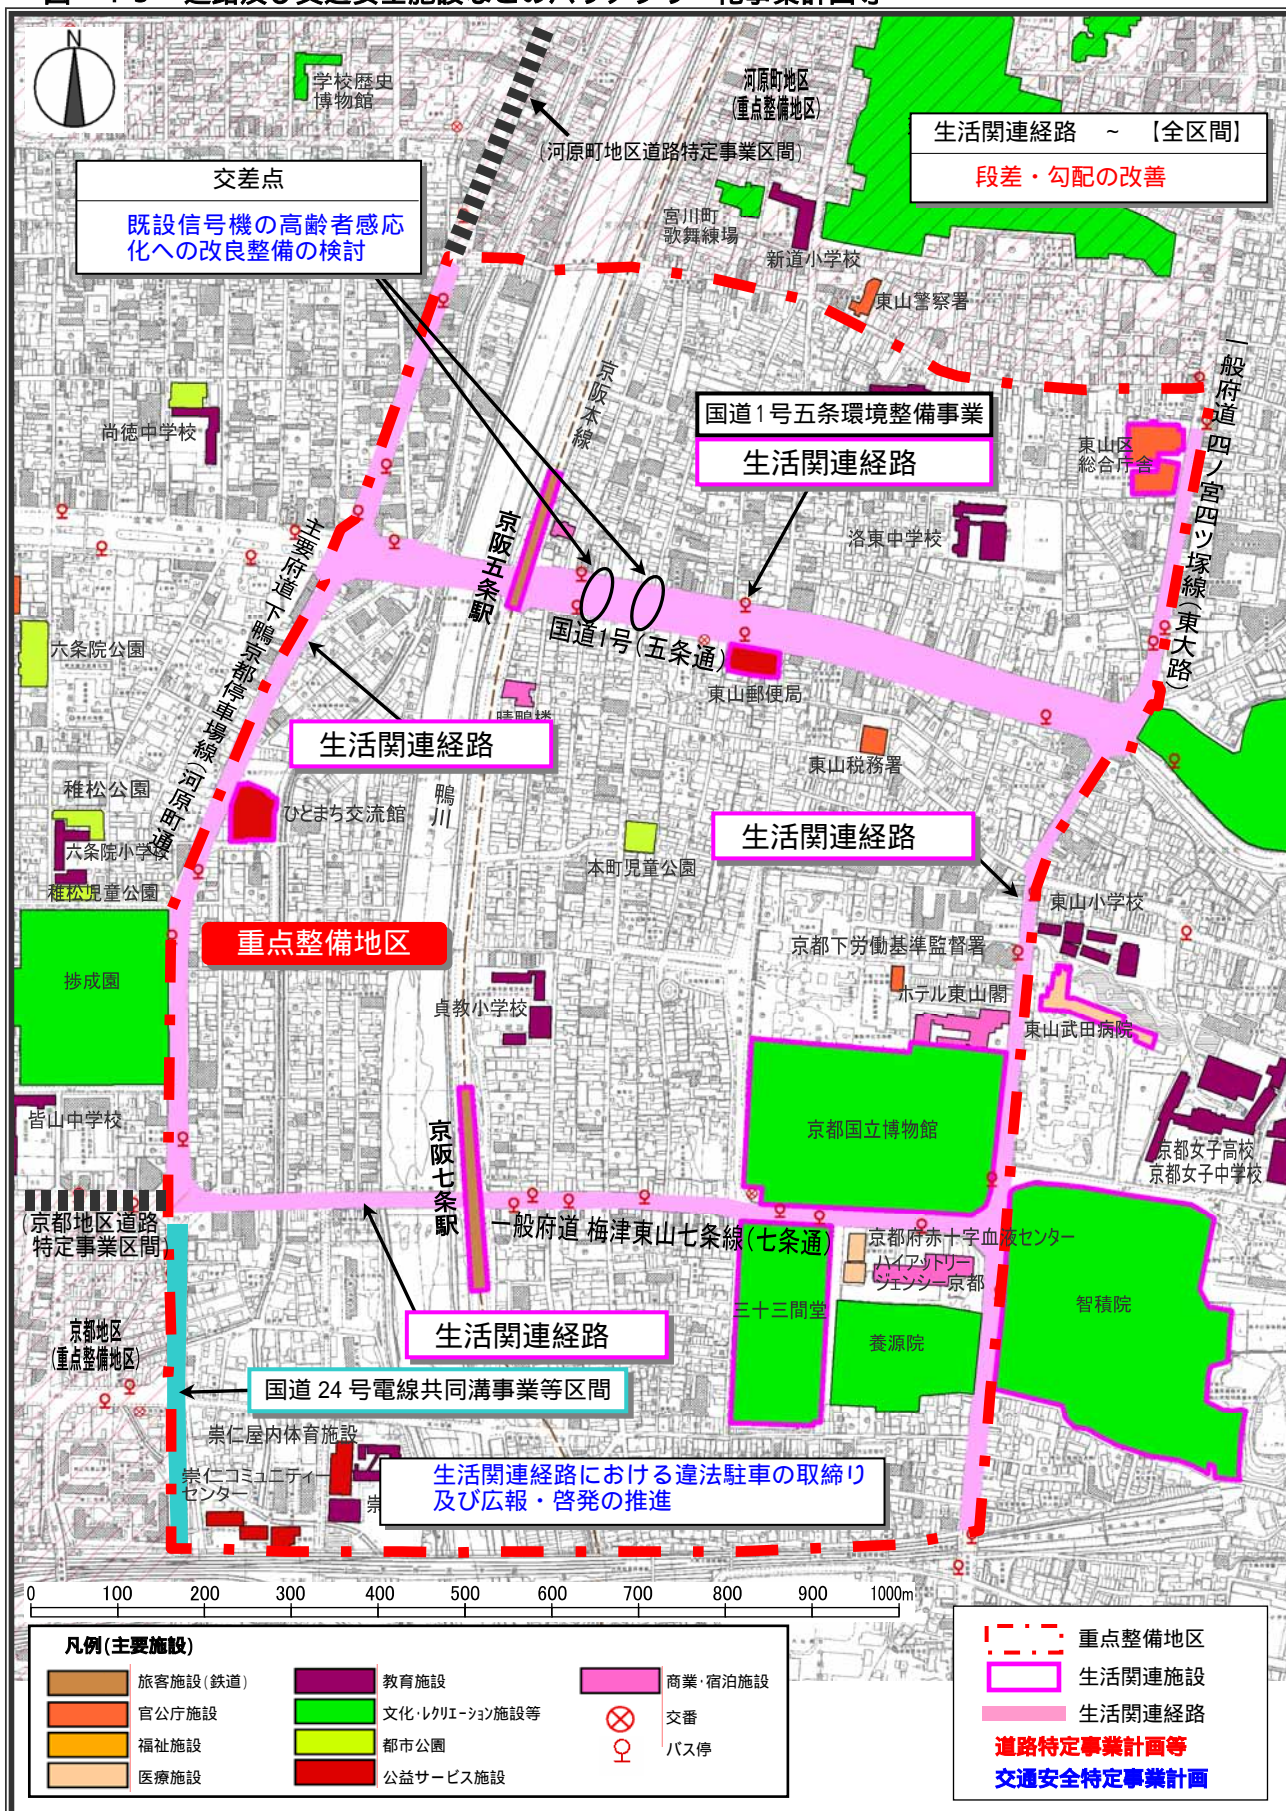 N
学校歴史
博物館
河原町地区
(重点整備地区)
(河原町地区道路特定事業区間)
生活関連経路　～　【全区間】
段差・勾配の改善
交差点
既設信号機の高齢者感応
化への改良整備の検討
宮川町
歌舞練場
新道小学校
東山警察署
京阪本線
一般府道 四ノ宮四ツ塚線(東大路)
国道1号五条環境整備事業
生活関連経路
東山区
総合庁舎
尚徳中学校
洛東中学校
京阪五条駅
主要府道 下鴨京都停車場線(河原町通)
国道1号(五条通)
六条院公園
東山郵便局
生活関連経路
東山税務署
稚松公園
ひとまち交流館
鴨川
生活関連経路
六条院小学校
本町児童公園
稚松児童公園
東山小学校
重点整備地区
京都下労働基準監督署
渉成園
ホテル東山閣
貞教小学校
東山武田病院
皆山中学校
京阪七条駅
京都国立博物館
京都女子高校
京都女子中学校
(京都地区道路
特定事業区間)
一般府道 梅津東山七条線(七条通)
京都府赤十字血液センター
ハイアットリー
ジェンシー京都
三十三間堂
智積院
京都地区
(重点整備地区)
生活関連経路
養源院
国道 24 号電線共同溝事業等区間
崇仁屋内体育施設
崇仁コミュニティー
センター
崇
生活関連経路における違法駐車の取締り
及び広報・啓発の推進
0 100 200 300 400 500 600 700 800 900 1000m
凡例(主要施設)
旅客施設(鉄道)
官公庁施設
福祉施設
医療施設
教育施設
文化・レクリエーション施設等
都市公園
公益サービス施設
商業・宿泊施設
交番
バス停
重点整備地区
生活関連施設
生活関連経路
道路特定事業計画等
交通安全特定事業計画